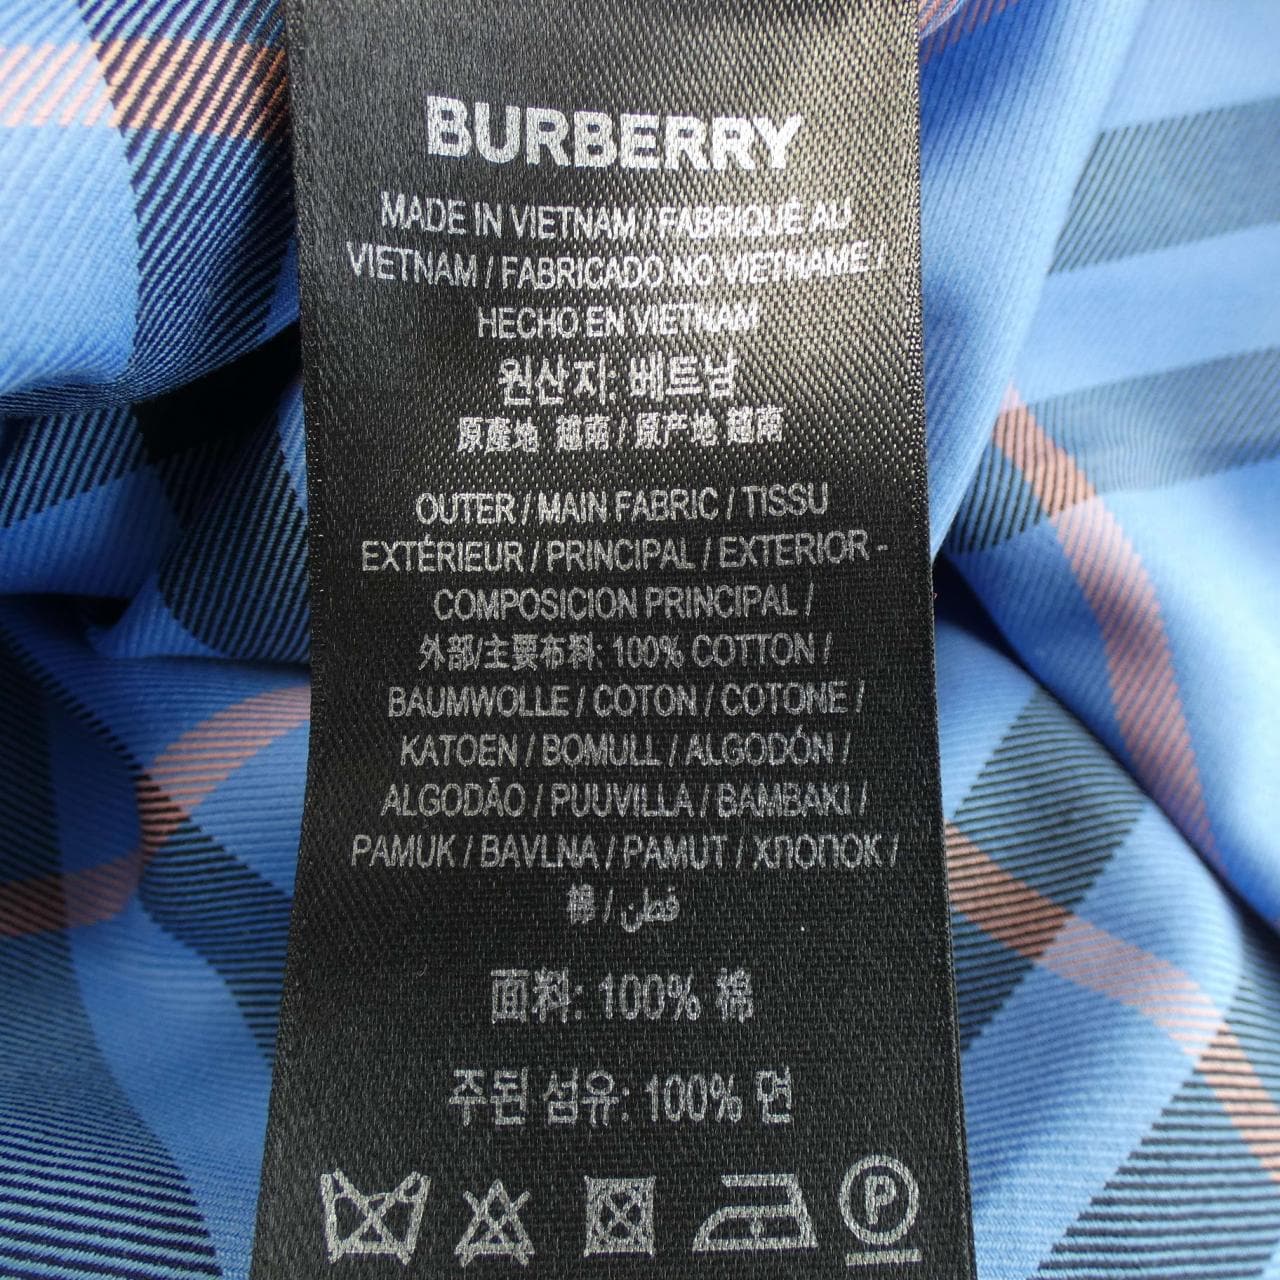 BURBERRY
MADE IN VIETNAM / FABRIQUÉ AU
VIETNAM / FABRICADO NO VIETNAME /
HECHO EN VIETNAM
원산지: 베트남
原產地 越南 / 原产地 越南
OUTER / MAIN FABRIC / TISSU
EXTÉRIEUR / PRINCIPAL / EXTERIOR -
COMPOSICION PRINCIPAL /
外部/主要布料: 100% COTTON /
BAUMWOLLE / COTON / COTONE /
KATOEN / BOMULL / ALGODÓN /
ALGODÃO / PUUVILLA / BAMBAKI /
PAMUK / BAVLNA / PAMUT / ХЛОПОК /
棉 / قطن
面料: 100% 棉
주된 섬유: 100% 면
P